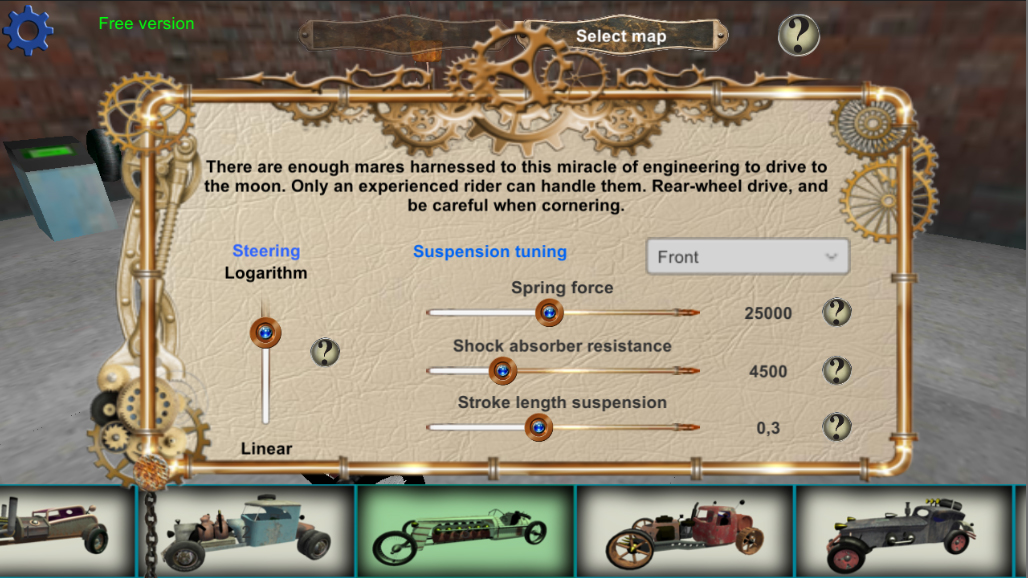 Free version
Select map
?
There are enough mares harnessed to this miracle of engineering to drive to
the moon. Only an experienced rider can handle them. Rear-wheel drive, and
be careful when cornering.
Steering
Logarithm
?
Linear
Suspension tuning
Front
Spring force
25000
?
Shock absorber resistance
4500
?
Stroke length suspension
0,3
?